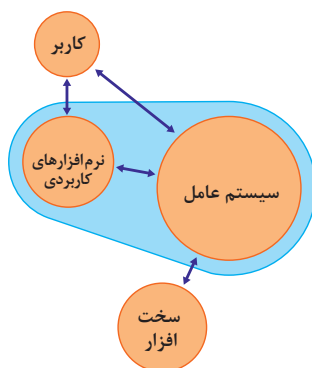 کاربر
نرم‌افزارهای
کاربردی
سیستم عامل
سخت
افزار